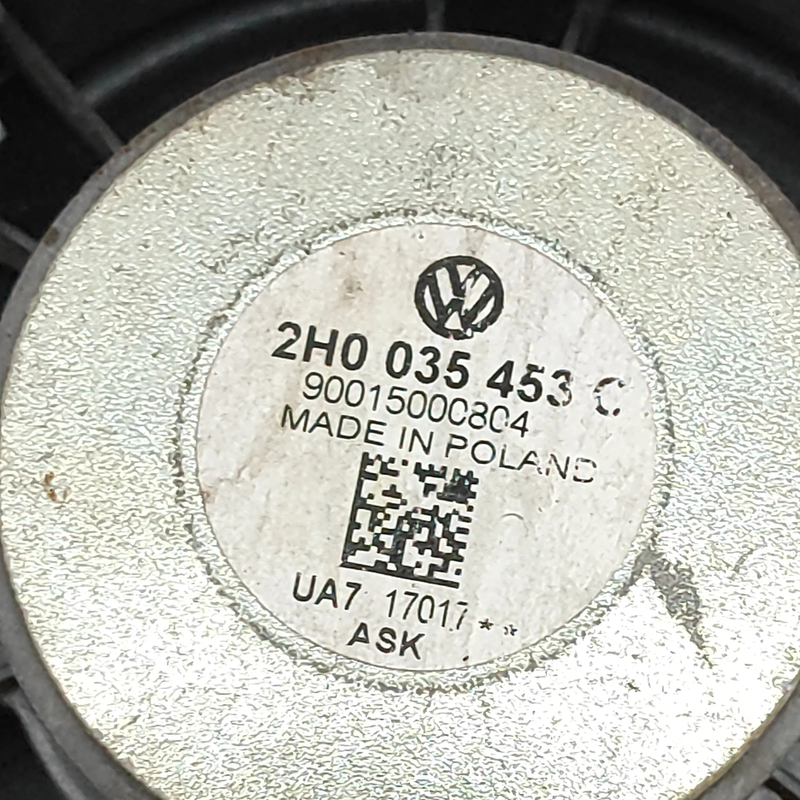 2H0 035 453 C
90015000804
MADE IN POLAND
UA7 17017**
ASK